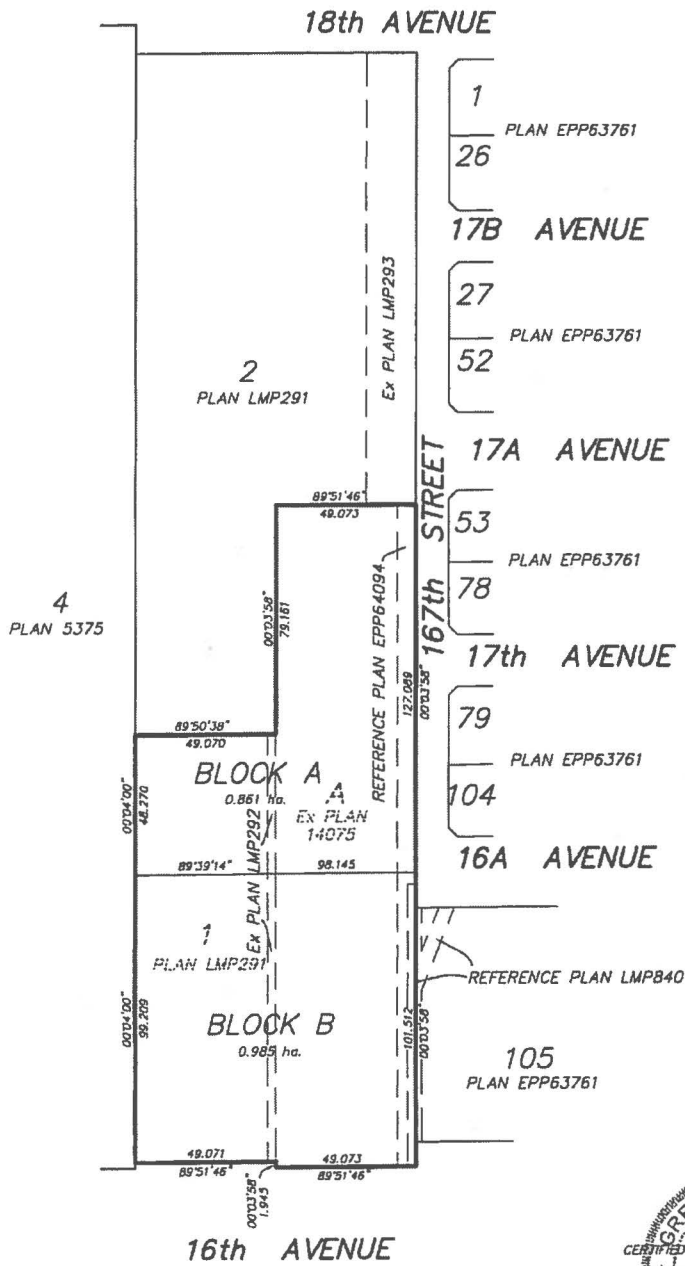 18th AVENUE
1
PLAN EPP63761
26
17B AVENUE
Ex PLAN LMP293
27
PLAN EPP63761
52
2
PLAN LMP291
17A AVENUE
167th STREET
89°51'46"
49.073
53
PLAN EPP63761
78
4
PLAN 5375
00°03'58"
79.161
REFERENCE PLAN EPP64094
127.089
00°03'58"
17th AVENUE
89°50'38"
49.070
79
PLAN EPP63761
104
BLOCK A
0.861 ha.
A
Ex PLAN
14075
00°04'00"
48.270
Ex PLAN LMP292
16A AVENUE
89°39'14"
98.145
1
PLAN LMP291
REFERENCE PLAN LMP840
00°04'00"
99.209
BLOCK B
0.985 ha.
101.512
00°03'58"
105
PLAN EPP63761
49.071
89°51'46"
49.073
89°51'46"
00°03'58"
1.945
16th AVENUE
CERTIFIED